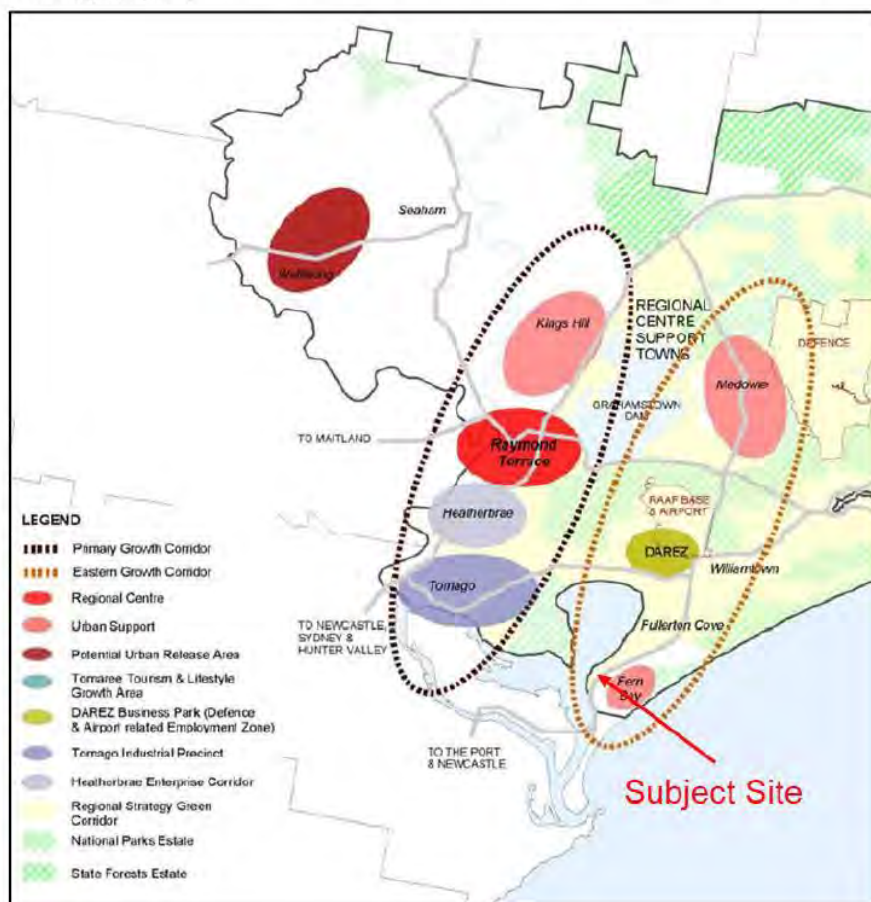 Seaham
Wallalong
Kings Hill
REGIONAL
CENTRE
SUPPORT
TOWNS
DEFENCE
Medowie
GRAHAMSTOWN
DAM
TO MAITLAND
Raymond
Terrace
Heatherbrae
RAAF BASE
& AIRPORT
DAREZ
Williamtown
Tomago
TO NEWCASTLE,
SYDNEY &
HUNTER VALLEY
Fullerton Cove
Fern
Bay
TO THE PORT
& NEWCASTLE
Subject Site
LEGEND
Primary Growth Corridor
Eastern Growth Corridor
Regional Centre
Urban Support
Potential Urban Release Area
Tomaree Tourism & Lifestyle
Growth Area
DAREZ Business Park (Defence
& Airport related Employment Zone)
Tomago Industrial Precinct
Heatherbrae Enterprise Corridor
Regional Strategy Green
Corridor
National Parks Estate
State Forests Estate